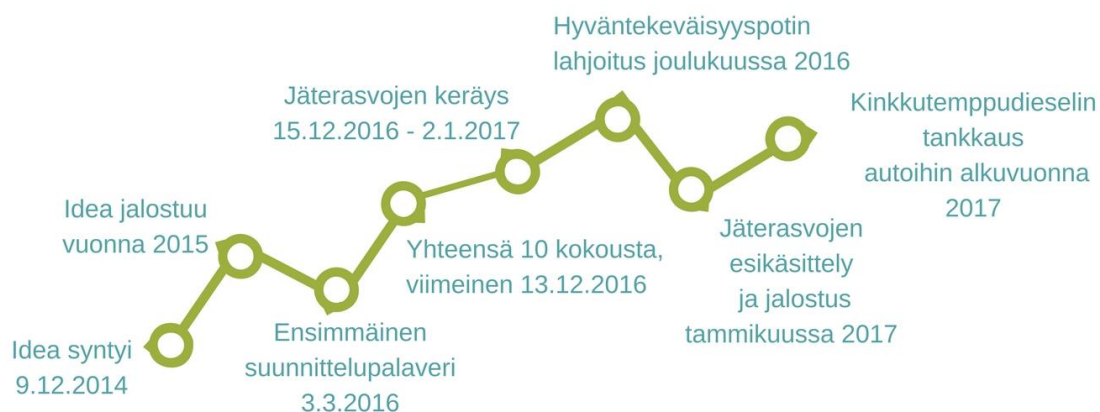 Idea syntyi
9.12.2014
Idea jalostuu
vuonna 2015
Ensimmäinen
suunnittelupalaveri
3.3.2016
Yhteensä 10 kokousta,
viimeinen 13.12.2016
Jäterasvojen keräys
15.12.2016 - 2.1.2017
Hyväntekeväisyyspotin
lahjoitus joulukuussa 2016
Jäterasvojen
esikäsittely
ja jalostus
tammikuussa 2017
Kinkkutemppudieselin
tankkaus
autoihin alkuvuonna
2017